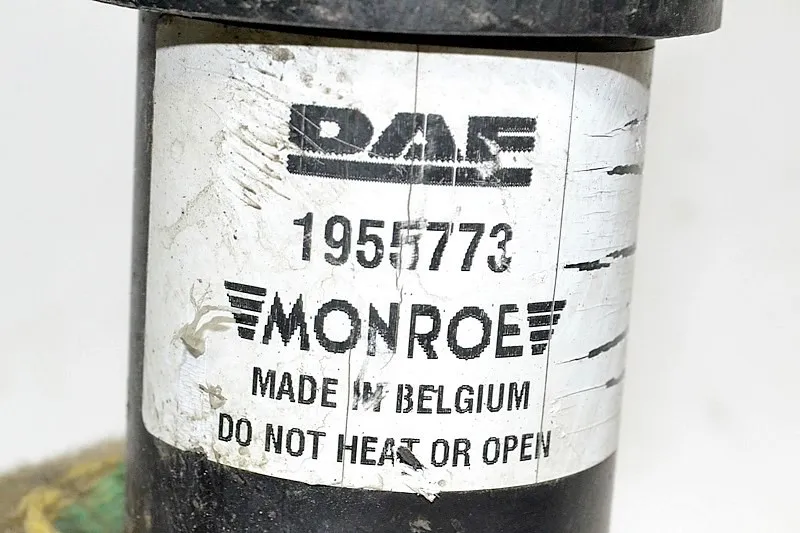 DAF
1955773
MONROE
MADE IN BELGIUM
DO NOT HEAT OR OPEN